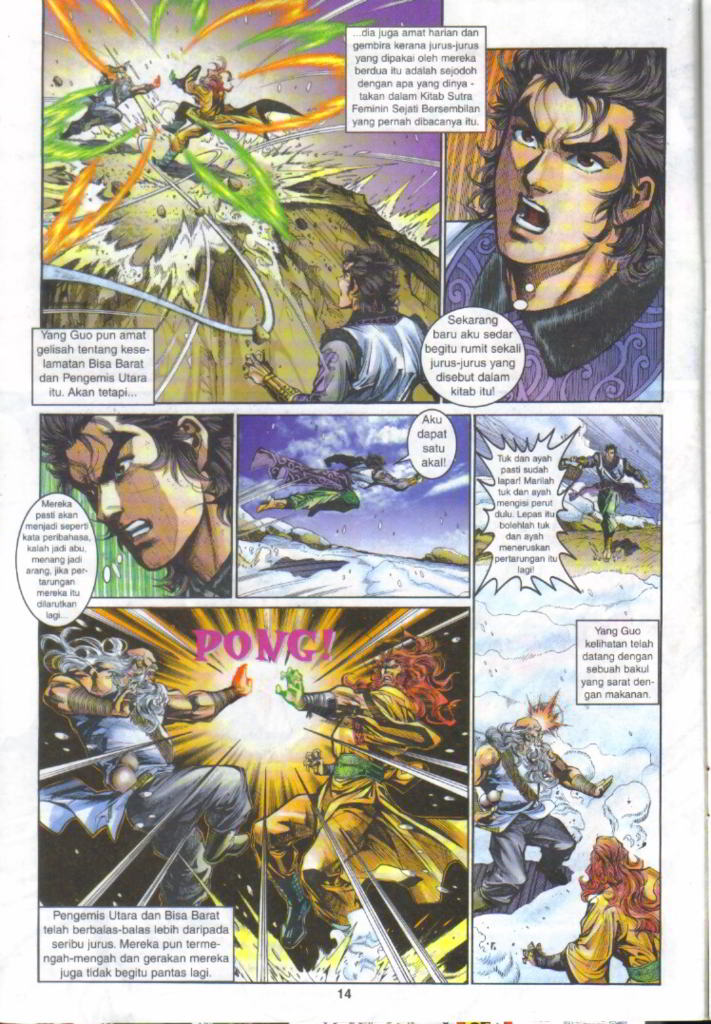 ...dia juga amat harian dan
gembira kerana jurus-jurus
yang dipakai oleh mereka
berdua itu adalah sejodoh
dengan apa yang dinya -
takan dalam Kitab Sutra
Feminin Sejati Bersembilan
yang pernah dibacanya itu.
Yang Guo pun amat
gelisah tentang kese-
lamatan Bisa Barat
dan Pengemis Utara
itu. Akan tetapi...
Sekarang
baru aku sedar
begitu rumit sekali
jurus-jurus yang
disebut dalam
kitab itu!
Mereka
pasti akan
menjadi seperti
kata peribahasa,
kalah jadi abu,
menang jadi
arang, jika per-
tarungan
mereka itu
dilarutkan
lagi...
Aku
dapat
satu
akal!
Tuk dan ayah
pasti sudah
lapar! Marilah
tuk dan ayah
mengisi perut
dulu. Lepas itu
bolehlah tuk
dan ayah
meneruskan
pertarungan itu
lagi!
Yang Guo
kelihatan telah
datang dengan
sebuah bakul
yang sarat den-
gan makanan.
PONG!
Pengemis Utara dan Bisa Barat
telah berbalas-balas lebih daripada
seribu jurus. Mereka pun terme-
ngah-mengah dan gerakan mereka
juga tidak begitu pantas lagi.
14